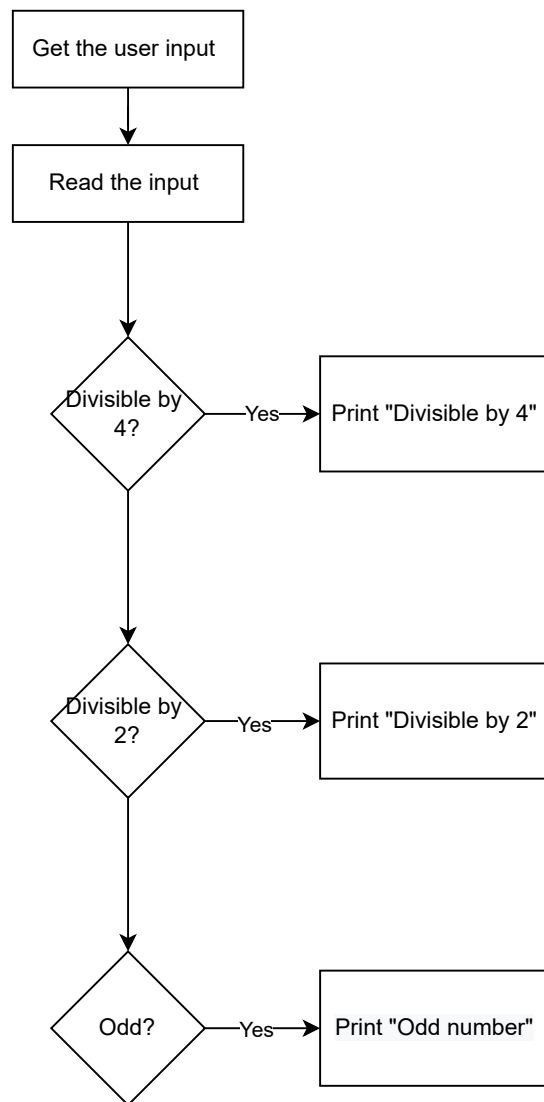 Get the user input
Read the input
Divisible by
4?
Yes
Print "Divisible by 4"
Divisible by
2?
Yes
Print "Divisible by 2"
Odd?
Yes
Print "Odd number"